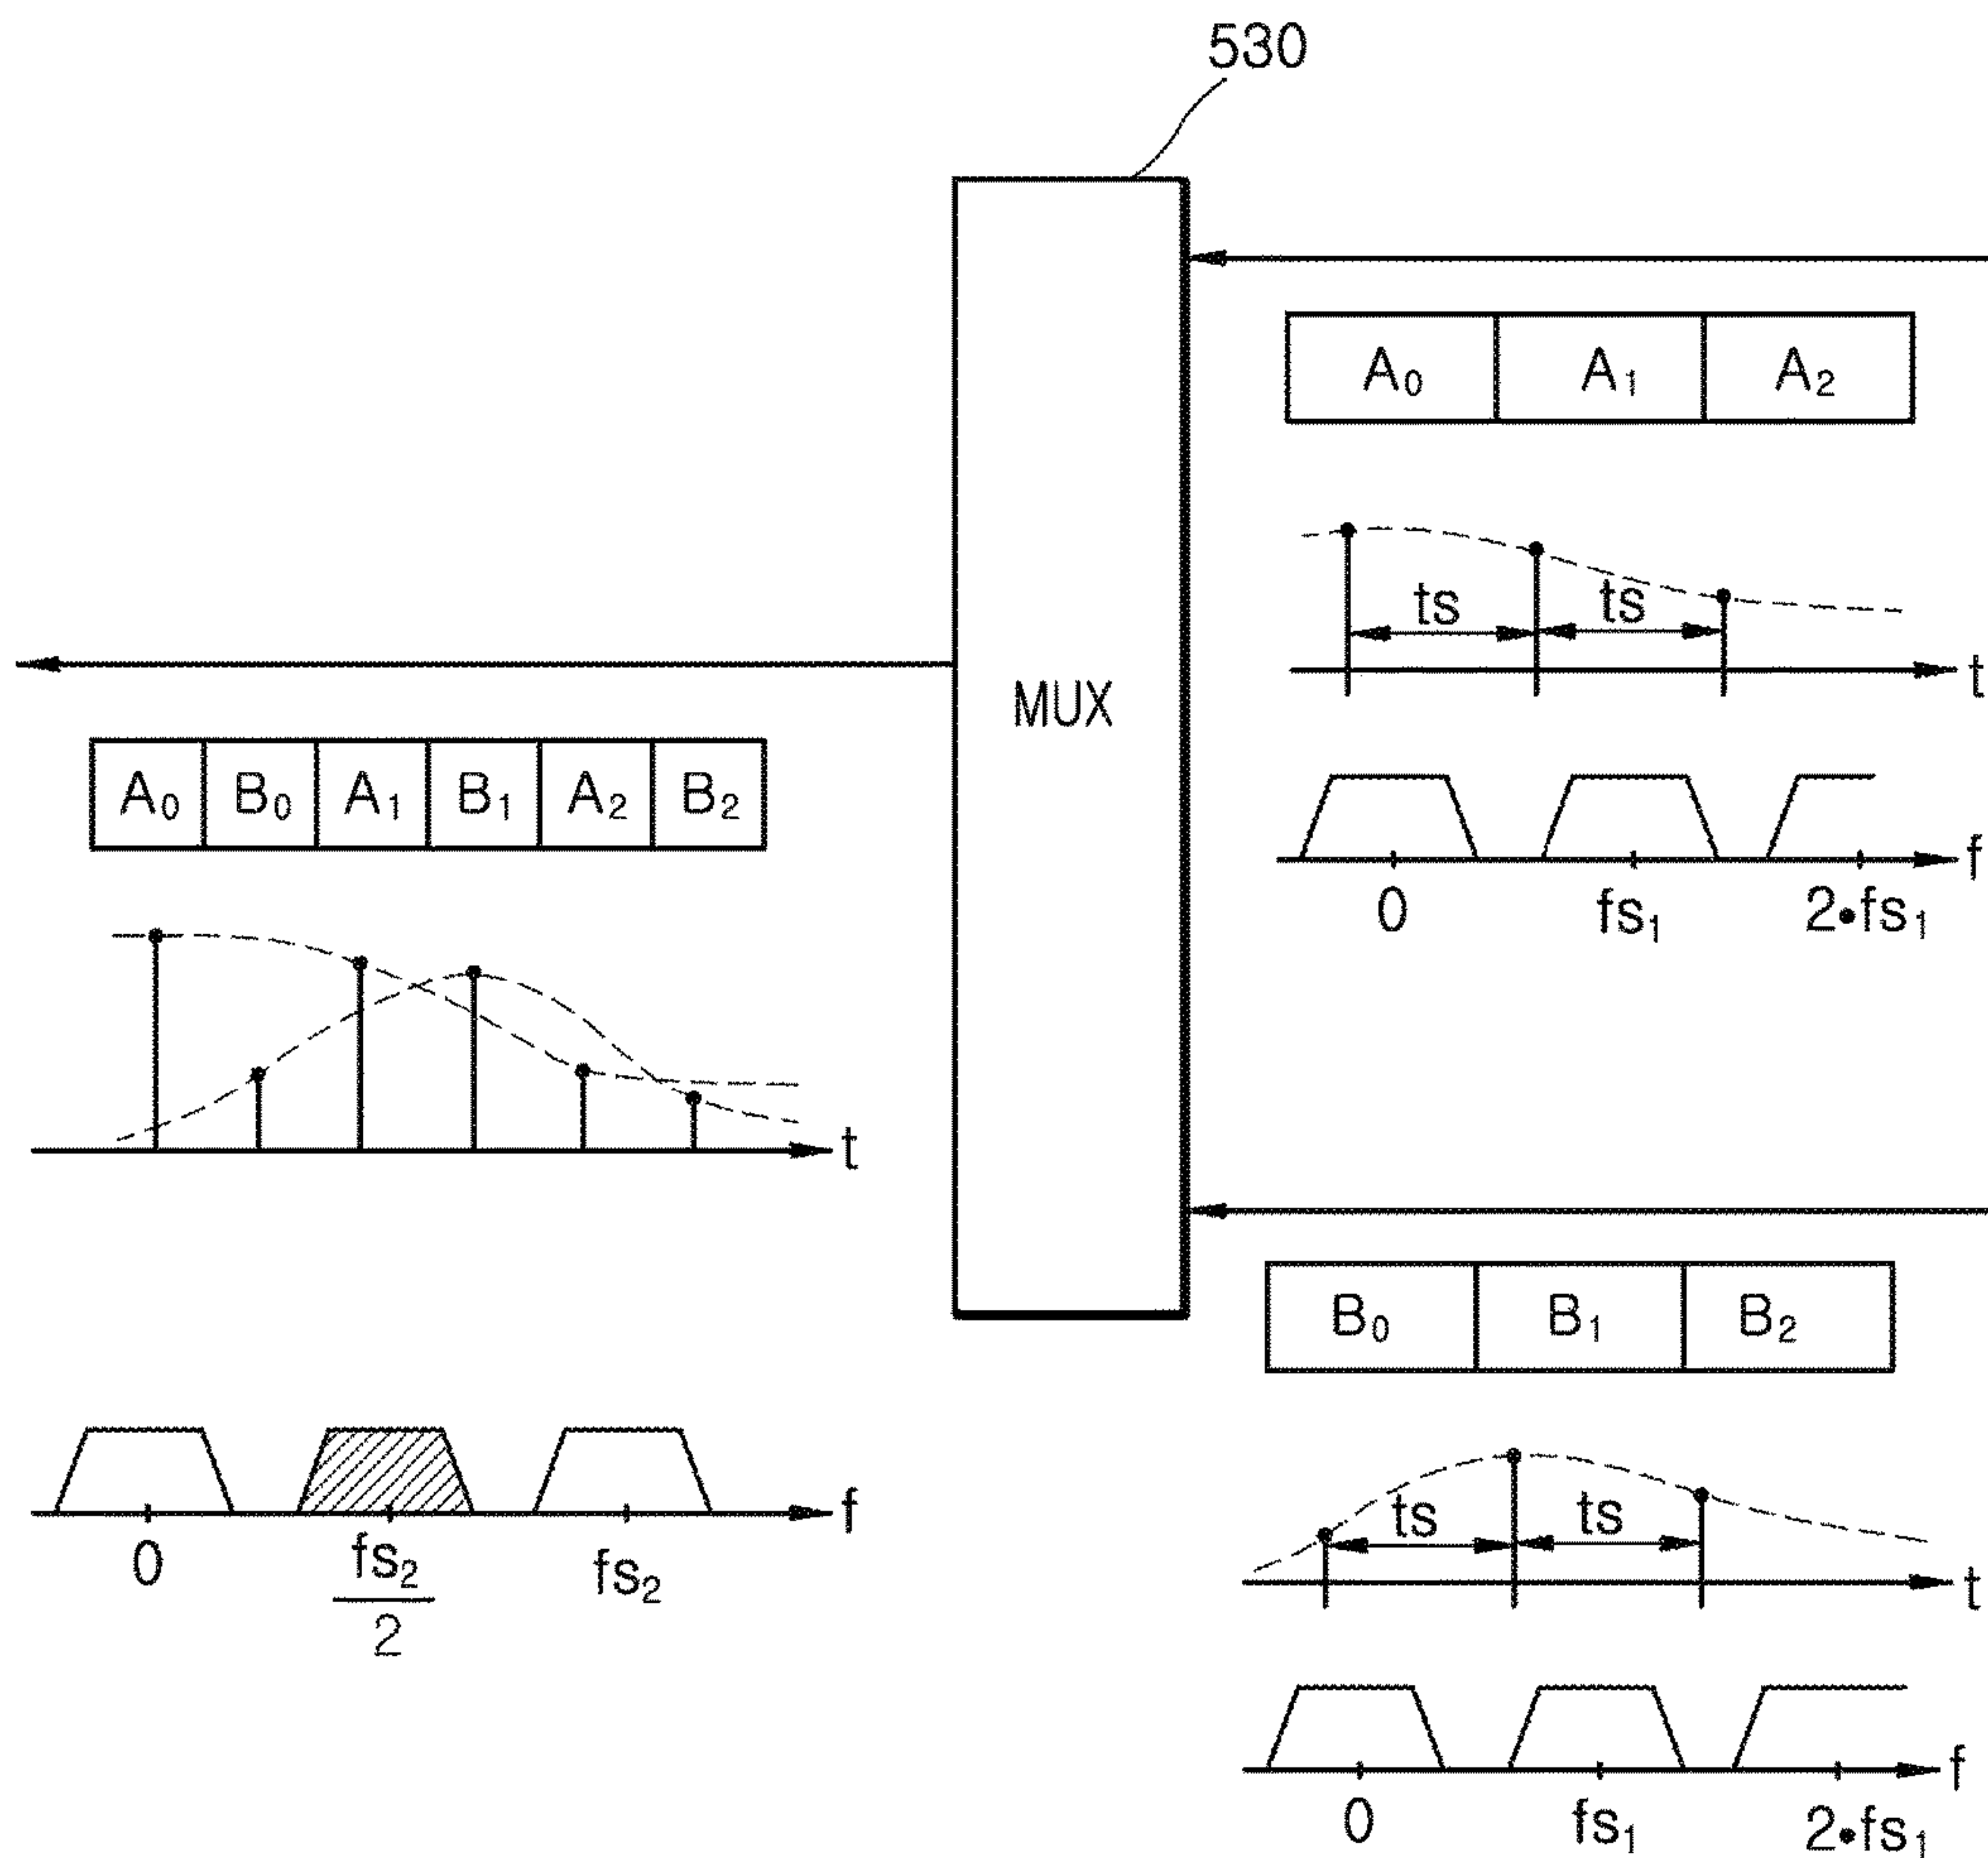 530
MUX
A₀ A₁ A₂
ts ts
t
f
0 fs₁ 2•fs₁
A₀ B₀ A₁ B₁ A₂ B₂
t
f
0 fs₂/2 fs₂
B₀ B₁ B₂
ts ts
t
f
0 fs₁ 2•fs₁